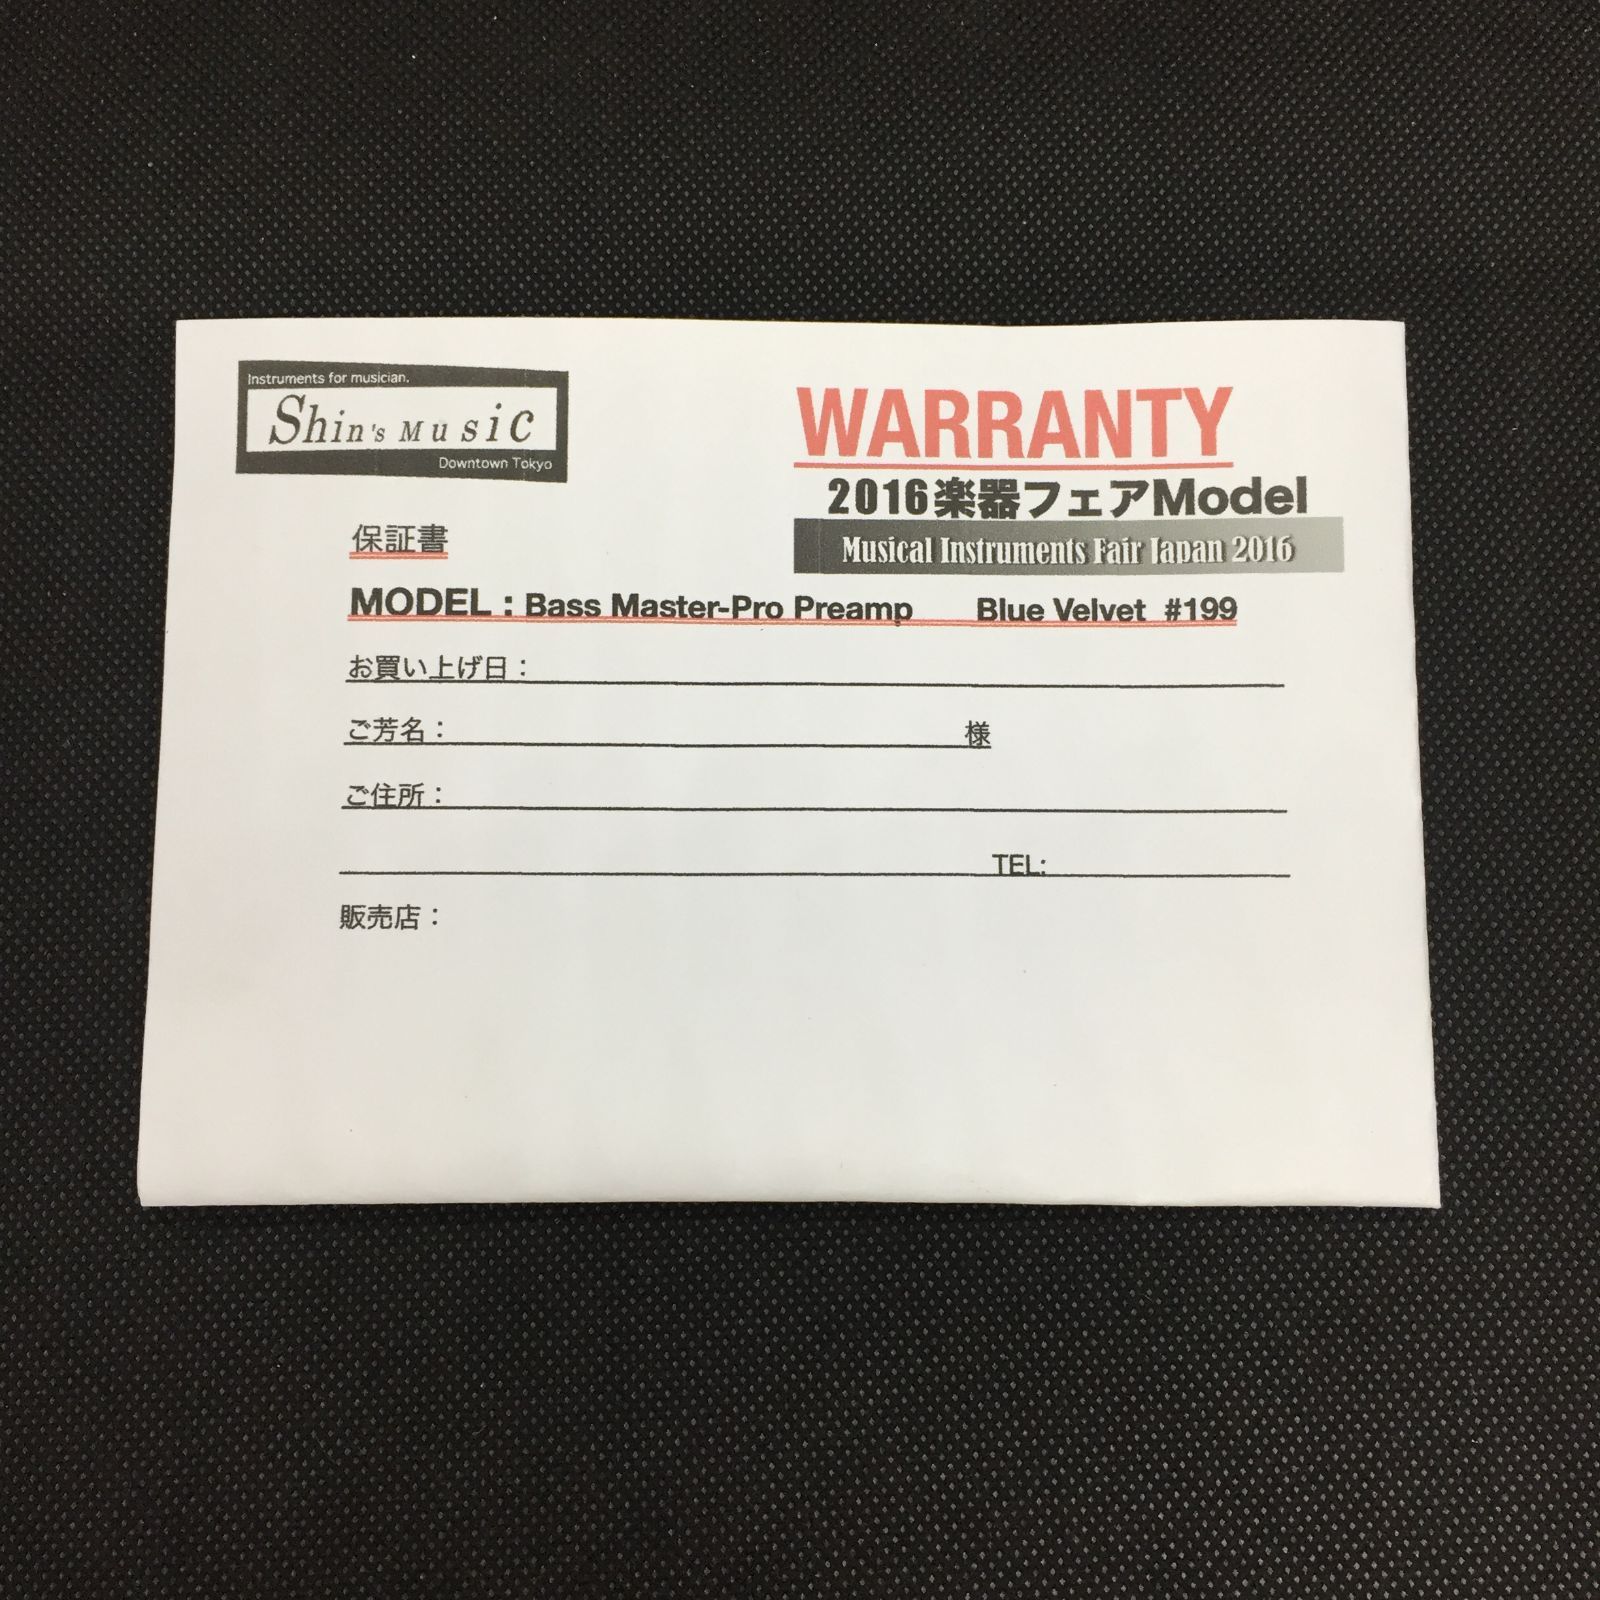 Instruments for musician.
Shin's Music
Downtown Tokyo
WARRANTY
2016楽器フェアModel
Musical Instruments Fair Japan 2016
保証書
MODEL : Bass Master-Pro Preamp Blue Velvet #199
お買い上げ日：
ご芳名： 様
ご住所：
TEL:
販売店：